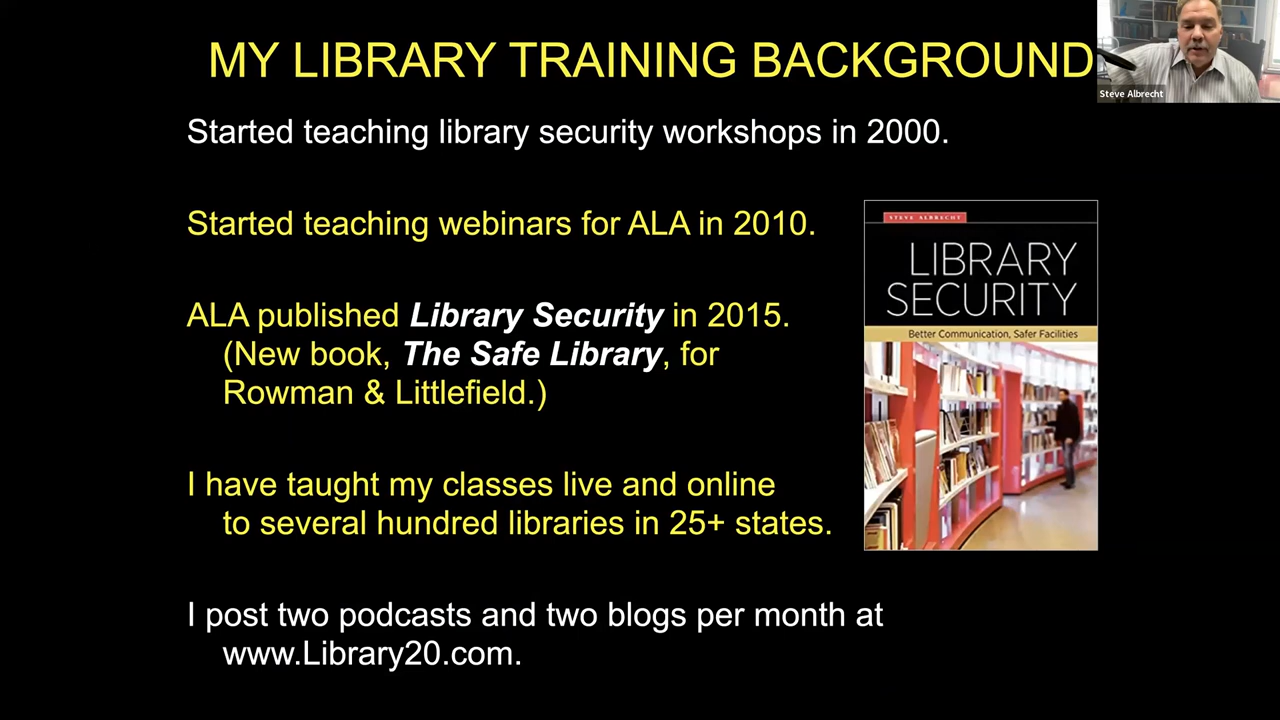 MY LIBRARY TRAINING BACKGROUND
Steve Albrecht
Started teaching library security workshops in 2000.
Started teaching webinars for ALA in 2010.
ALA published Library Security in 2015.
(New book, The Safe Library, for
Rowman & Littlefield.)
I have taught my classes live and online
to several hundred libraries in 25+ states.
I post two podcasts and two blogs per month at
www.Library20.com.
STEVE ALBRECHT
LIBRARY
SECURITY
Better Communication, Safer Facilities